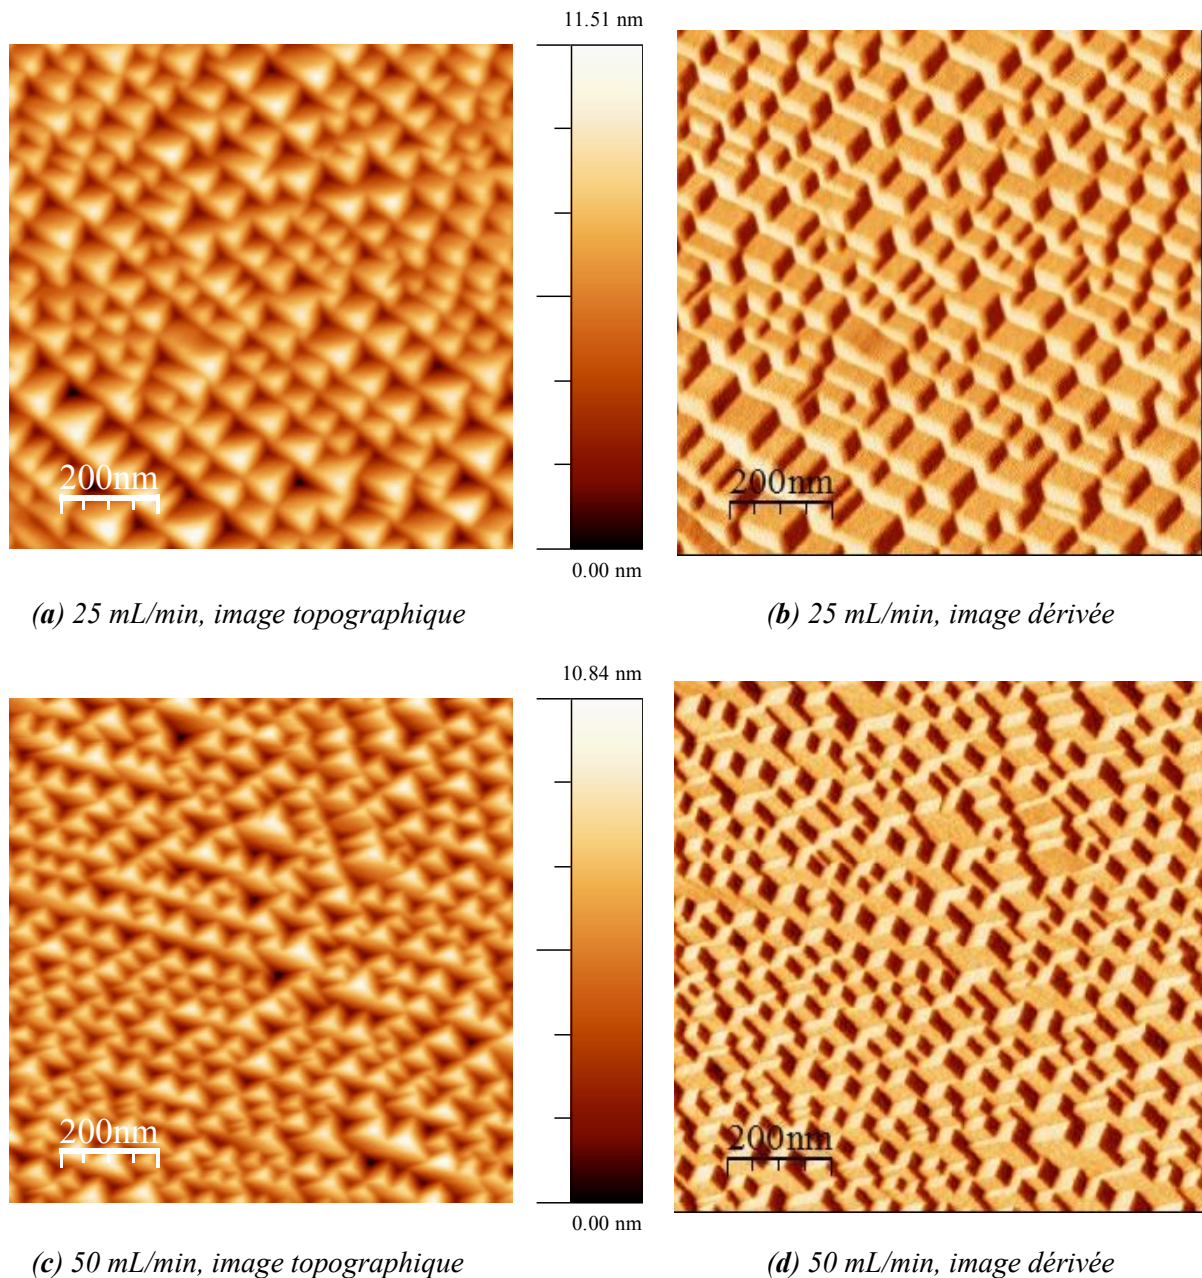 11.51 nm
200nm
200nm
0.00 nm
(a) 25 mL/min, image topographique
(b) 25 mL/min, image dérivée
10.84 nm
200nm
200nm
0.00 nm
(c) 50 mL/min, image topographique
(d) 50 mL/min, image dérivée